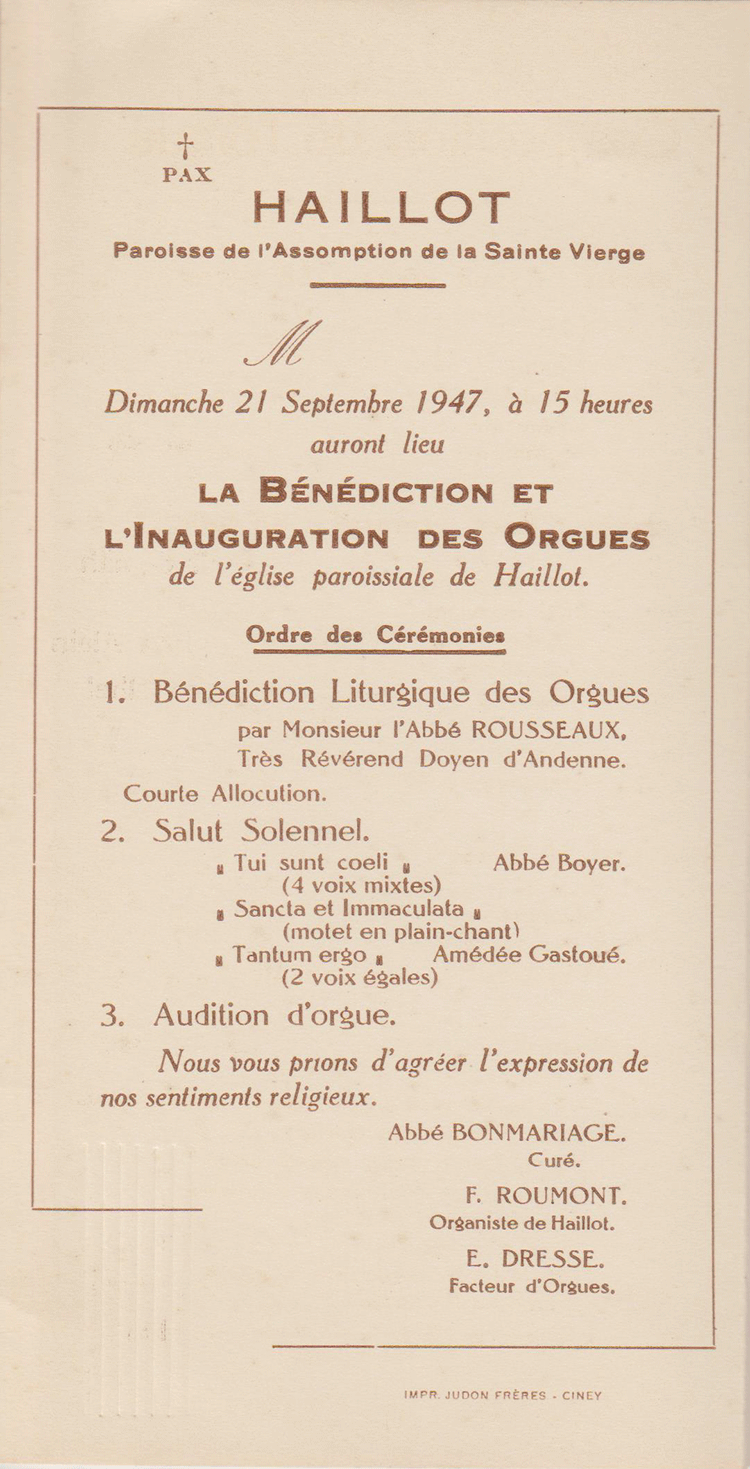 †
PAX
HAILLOT
Paroisse de l'Assomption de la Sainte Vierge
M
Dimanche 21 Septembre 1947, à 15 heures
auront lieu
LA BÉNÉDICTION ET
L'INAUGURATION DES ORGUES
de l'église paroissiale de Haillot.
Ordre des Cérémonies
1. Bénédiction Liturgique des Orgues
par Monsieur l'Abbé ROUSSEAUX,
Très Révérend Doyen d'Andenne.
Courte Allocution.
2. Salut Solennel.
„ Tui sunt coeli „ Abbé Boyer.
(4 voix mixtes)
„ Sancta et Immaculata „
(motet en plain-chant)
„ Tantum ergo „ Amédée Gastoué.
(2 voix égales)
3. Audition d'orgue.
Nous vous prions d'agréer l'expression de
nos sentiments religieux.
Abbé BONMARIAGE.
Curé.
F. ROUMONT.
Organiste de Haillot.
E. DRESSE.
Facteur d'Orgues.
IMPR. JUDON FRÈRES - CINEY